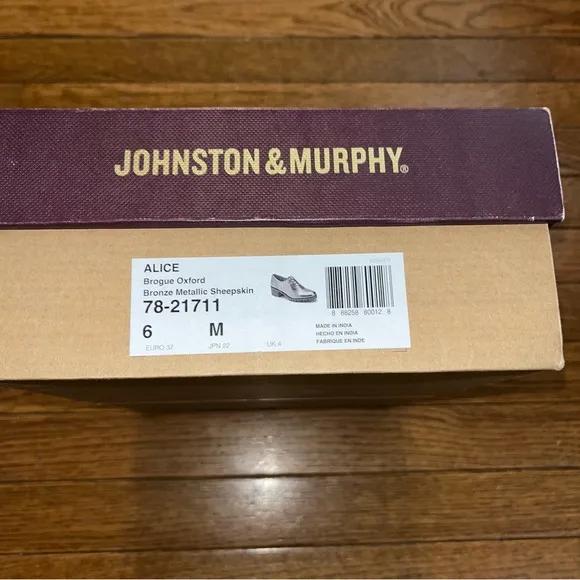 JOHNSTON & MURPHY®
ALICE
Brogue Oxford
Bronze Metallic Sheepskin
78-21711
6 M
EURO 37 JPN 22 UK 4
8 88258 80012 8
MADE IN INDIA
HECHO EN INDIA
FABRIQUE EN INDE